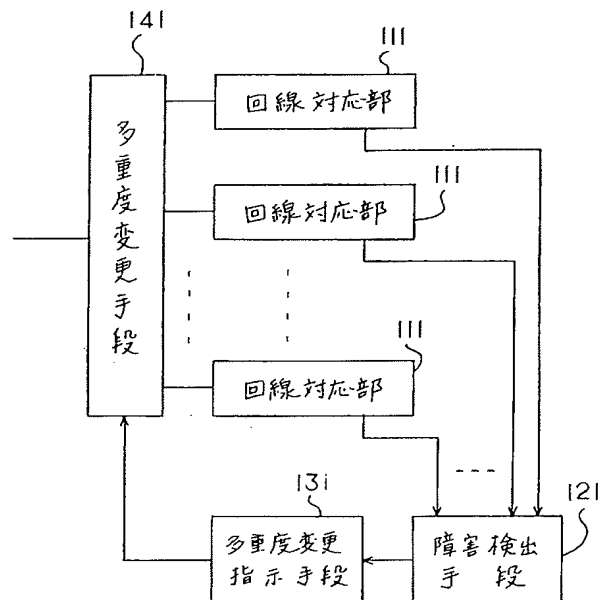 141
111
回線対応部
多重度変更手段
111
回線対応部
111
回線対応部
131
121
多重度変更
指示手段
障害検出
手段